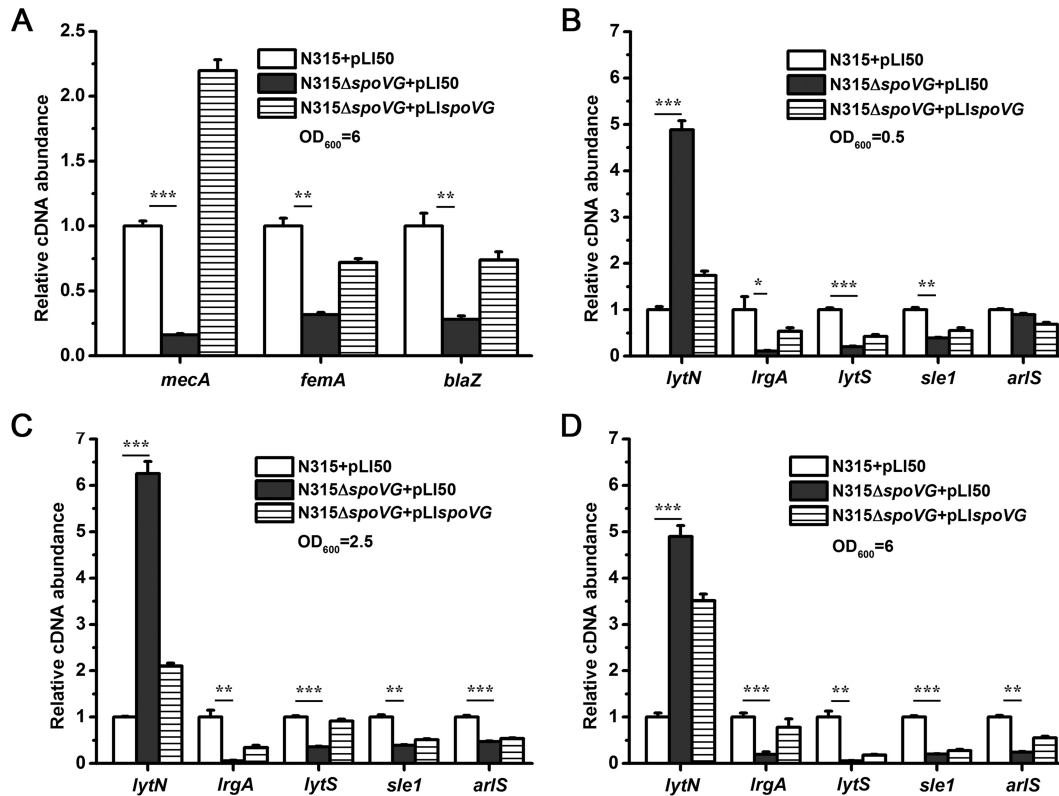 A
Relative cDNA abundance
2.5
2.0
1.5
1.0
0.5
0.0
N315+pLI50
N315ΔspoVG+pLI50
N315ΔspoVG+pLIspoVG
OD600=6
***
**
**
mecA
femA
blaZ
B
Relative cDNA abundance
7
6
5
4
3
2
1
0
N315+pLI50
N315ΔspoVG+pLI50
N315ΔspoVG+pLIspoVG
OD600=0.5
***
*
***
**
lytN
lrgA
lytS
sle1
arlS
C
Relative cDNA abundance
7
6
5
4
3
2
1
0
N315+pLI50
N315ΔspoVG+pLI50
N315ΔspoVG+pLIspoVG
OD600=2.5
***
**
***
**
***
lytN
lrgA
lytS
sle1
arlS
D
Relative cDNA abundance
7
6
5
4
3
2
1
0
N315+pLI50
N315ΔspoVG+pLI50
N315ΔspoVG+pLIspoVG
OD600=6
***
***
**
***
**
lytN
lrgA
lytS
sle1
arlS